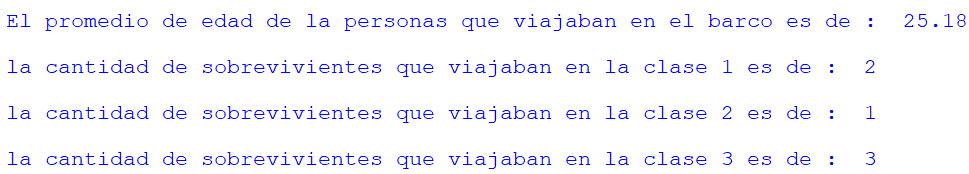 El promedio de edad de la personas que viajaban en el barco es de :  25.18
la cantidad de sobrevivientes que viajaban en la clase 1 es de :  2
la cantidad de sobrevivientes que viajaban en la clase 2 es de :  1
la cantidad de sobrevivientes que viajaban en la clase 3 es de :  3